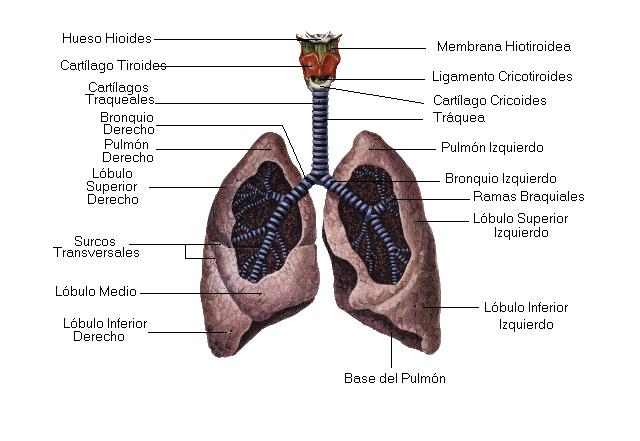 Hueso Hioides
Cartílago Tiroides
Cartílagos
Traqueales
Bronquio
Derecho
Pulmón
Derecho
Lóbulo
Superior
Derecho
Surcos
Transversales
Lóbulo Medio
Lóbulo Inferior
Derecho
Membrana Hiotiroidea
Ligamento Cricotiroides
Cartílago Cricoides
Tráquea
Pulmón Izquierdo
Bronquio Izquierdo
Ramas Braquiales
Lóbulo Superior
Izquierdo
Lóbulo Inferior
Izquierdo
Base del Pulmón